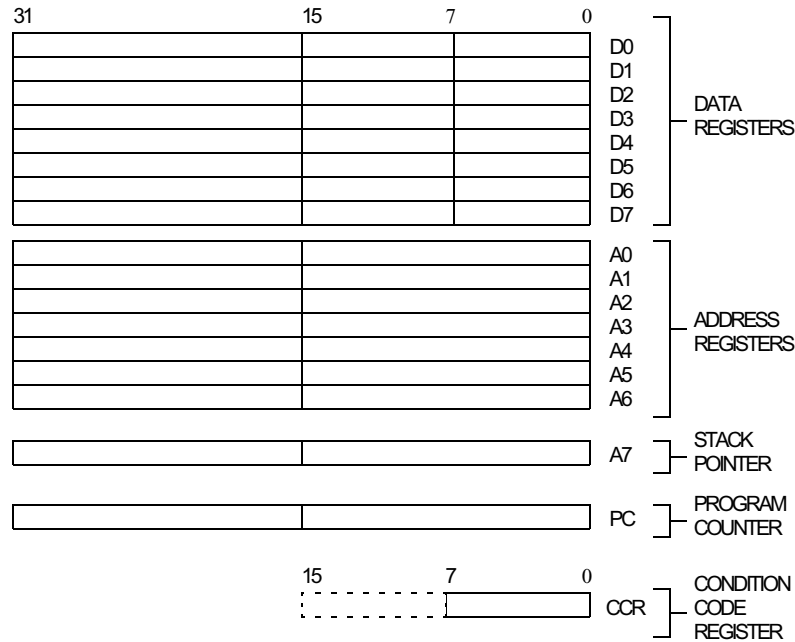 31 15 7 0
D0
D1
D2
D3
D4
D5
D6
D7
DATA
REGISTERS
A0
A1
A2
A3
A4
A5
A6
ADDRESS
REGISTERS
A7
STACK
POINTER
PC
PROGRAM
COUNTER
15 7 0
CCR
CONDITION
CODE
REGISTER